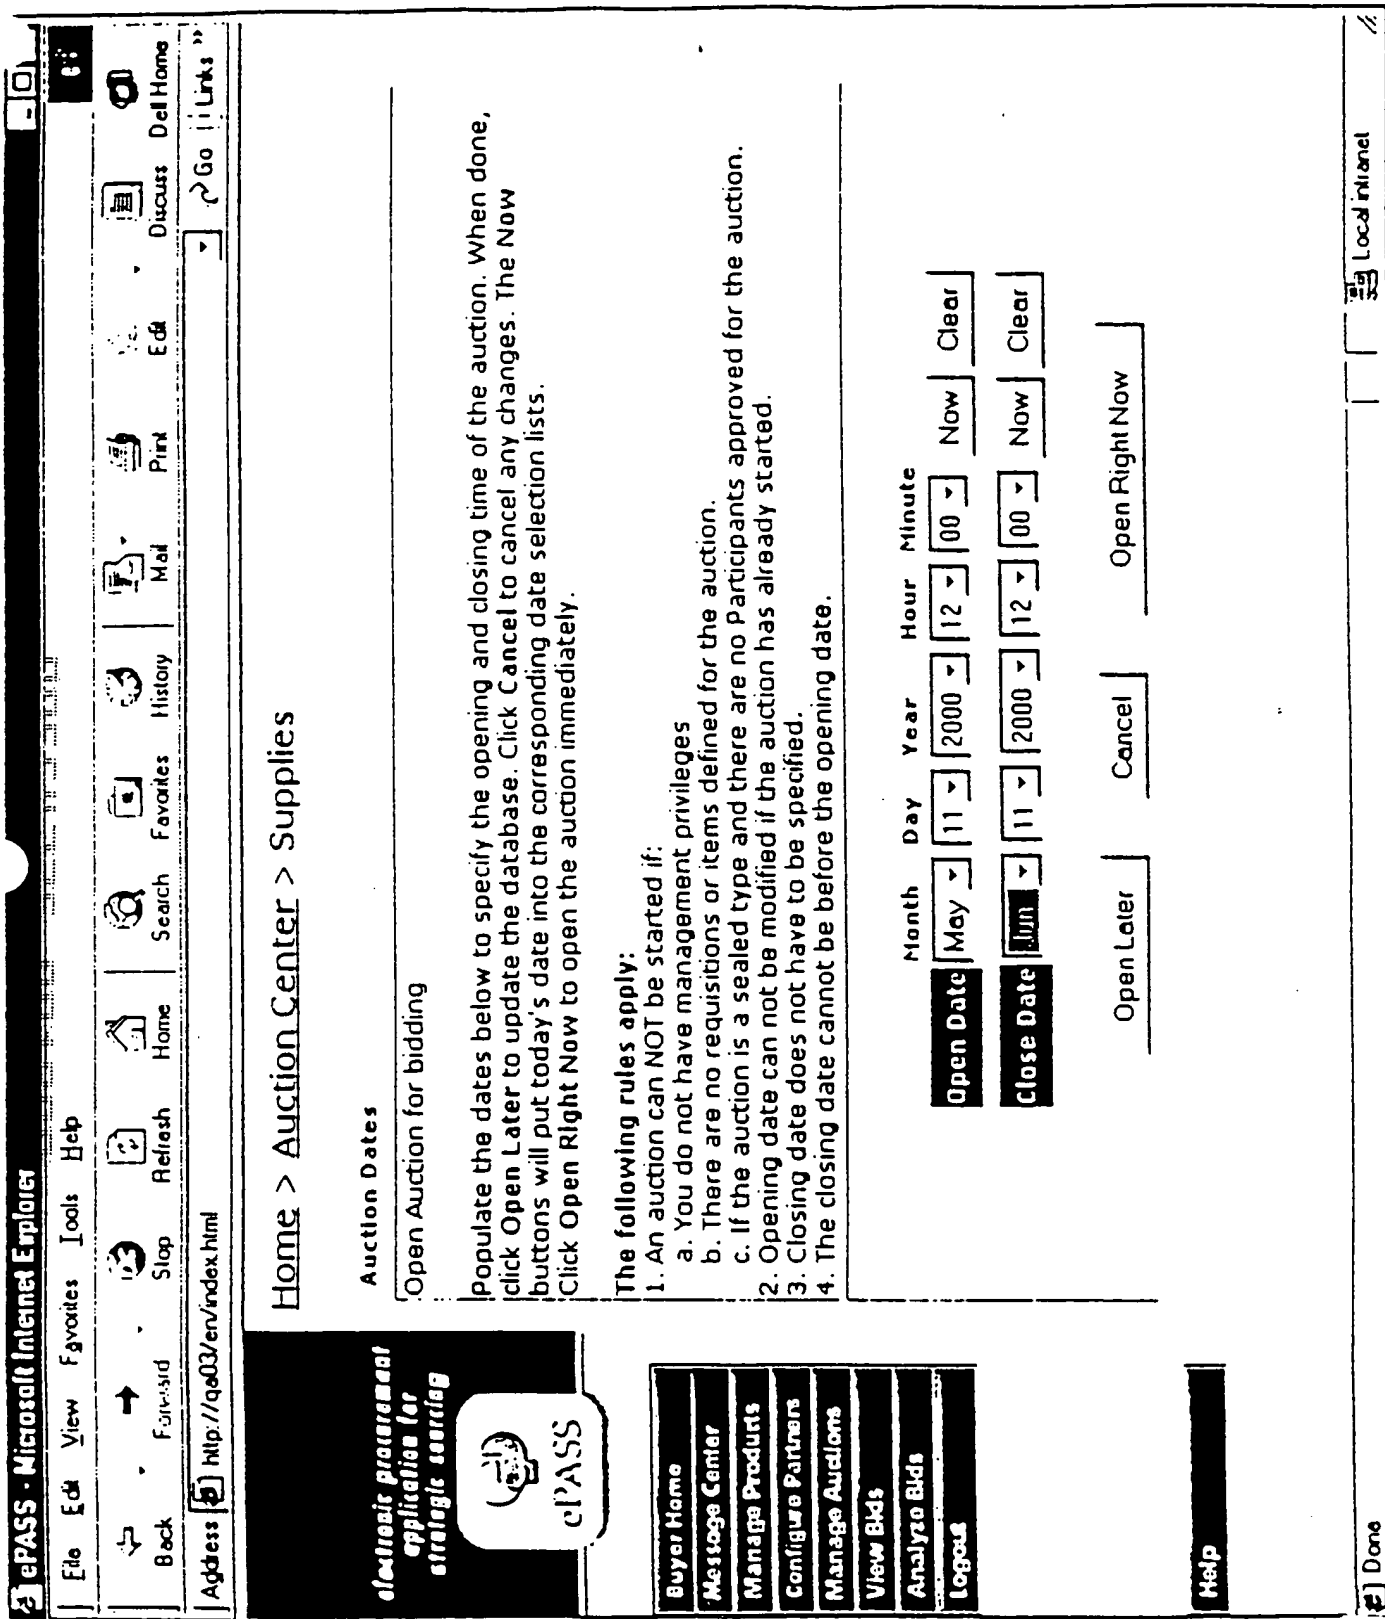 ePASS - Microsoft Internet Explorer
File Edit View Favorites Tools Help
Back Forward Stop Refresh Home Search Favorites History Mail Print Edit Discuss Dell Home
Address http://qa03/en/index.html Go Links »
electronic procurement
application for
strategic sourcing
ePASS
Buyer Home
Message Center
Manage Products
Configure Partners
Manage Auctions
View Bids
Analyze Bids
Logout
Help
Home > Auction Center > Supplies
Auction Dates
Open Auction for bidding
Populate the dates below to specify the opening and closing time of the auction. When done,
click Open Later to update the database. Click Cancel to cancel any changes. The Now
buttons will put today's date into the corresponding date selection lists.
Click Open Right Now to open the auction immediately.
The following rules apply:
1. An auction can NOT be started if:
a. You do not have management privileges
b. There are no requisitions or items defined for the auction.
c. If the auction is a sealed type and there are no Participants approved for the auction.
2. Opening date can not be modified if the auction has already started.
3. Closing date does not have to be specified.
4. The closing date cannot be before the opening date.
Month Day Year Hour Minute
Open Date May 11 2000 12 00 Now Clear
Close Date Jun 11 2000 12 00 Now Clear
Open Later Cancel Open Right Now
Done Local intranet